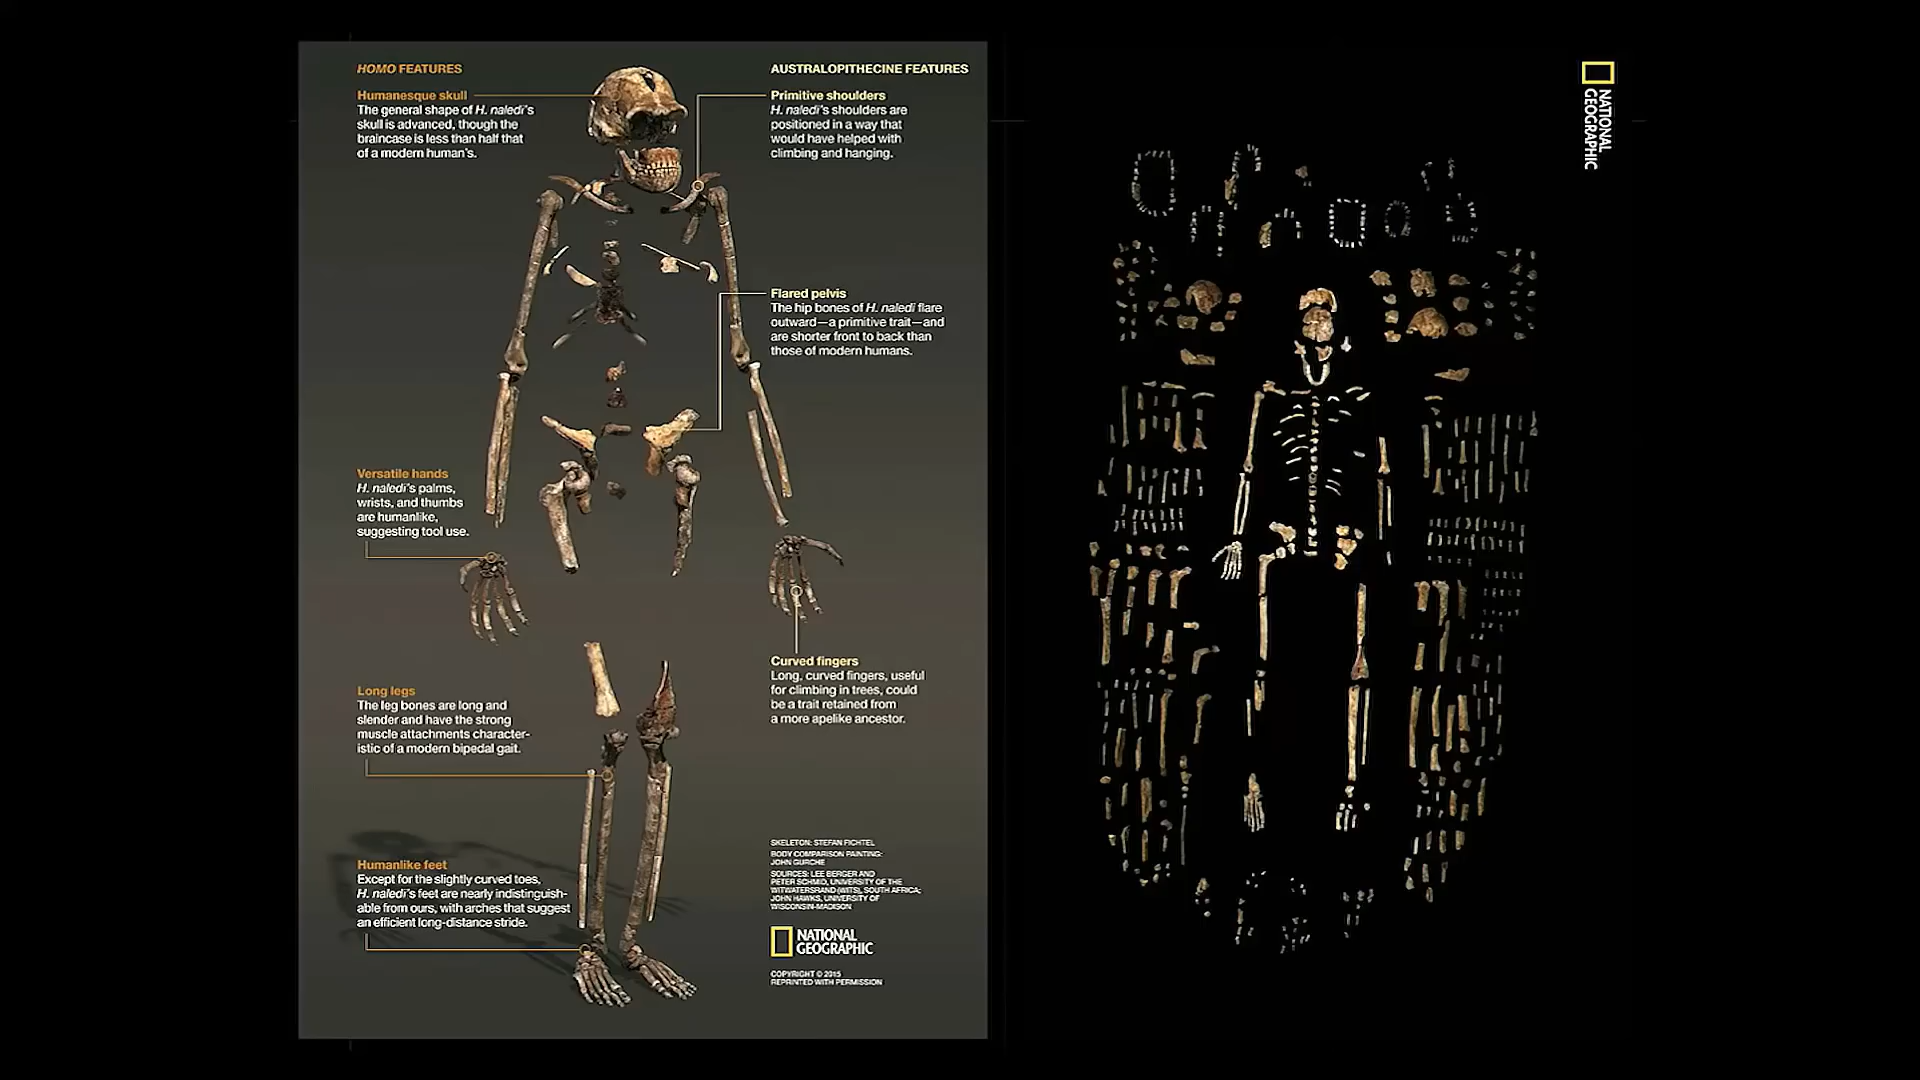 HOMO FEATURES
Humanesque skull
The general shape of H. naledi's
skull is advanced, though the
braincase is less than half that
of a modern human's.
Versatile hands
H. naledi's palms,
wrists, and thumbs
are humanlike,
suggesting tool use.
Long legs
The leg bones are long and
slender and have the strong
muscle attachments character-
istic of a modern bipedal gait.
Humanlike feet
Except for the slightly curved toes,
H. naledi's feet are nearly indistinguish-
able from ours, with arches that suggest
an efficient long-distance stride.
AUSTRALOPITHECINE FEATURES
Primitive shoulders
H. naledi's shoulders are
positioned in a way that
would have helped with
climbing and hanging.
Flared pelvis
The hip bones of H. naledi flare
outward—a primitive trait—and
are shorter front to back than
those of modern humans.
Curved fingers
Long, curved fingers, useful
for climbing in trees, could
be a trait retained from
a more apelike ancestor.
SKELETON: STEFAN FICHTEL
BODY COMPARISON PAINTING:
JOHN GURCHE
SOURCES: LEE BERGER AND
PETER SCHMID, UNIVERSITY OF THE
WITWATERSRAND (WITS), SOUTH AFRICA;
JOHN HAWKS, UNIVERSITY OF
WISCONSIN-MADISON
NATIONAL
GEOGRAPHIC
COPYRIGHT © 2015
REPRINTED WITH PERMISSION
NATIONAL
GEOGRAPHIC